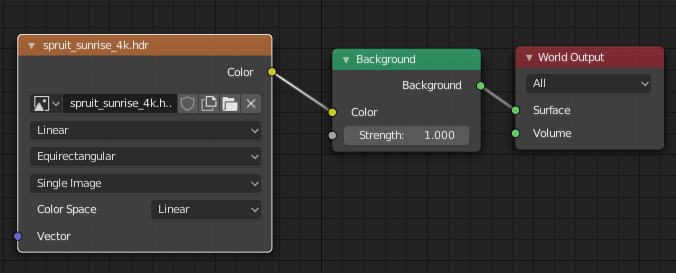 spruit_sunrise_4k.hdr
Color
spruit_sunrise_4k.h..
Linear
Equirectangular
Single Image
Color Space Linear
Vector
Background
Background
Color
Strength: 1.000
World Output
All
Surface
Volume